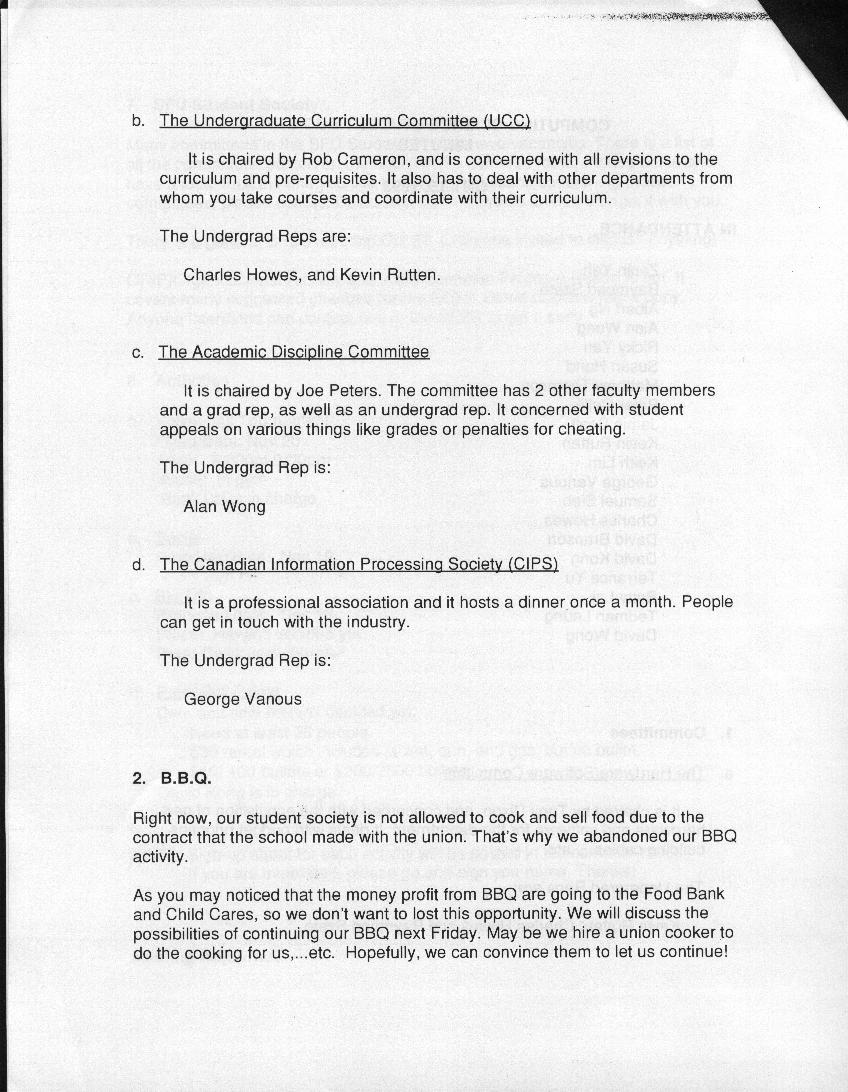 b. The Undergraduate Curriculum Committee (UCC)
It is chaired by Rob Cameron, and is concerned with all revisions to the
curriculum and pre-requisites. It also has to deal with other departments from
whom you take courses and coordinate with their curriculum.
The Undergrad Reps are:
Charles Howes, and Kevin Rutten.
c. The Academic Discipline Committee
It is chaired by Joe Peters. The committee has 2 other faculty members
and a grad rep, as well as an undergrad rep. It concerned with student
appeals on various things like grades or penalties for cheating.
The Undergrad Rep is:
Alan Wong
d. The Canadian Information Processing Society (CIPS)
It is a professional association and it hosts a dinner once a month. People
can get in touch with the industry.
The Undergrad Rep is:
George Vanous
2. B.B.Q.
Right now, our student society is not allowed to cook and sell food due to the
contract that the school made with the union. That's why we abandoned our BBQ
activity.
As you may noticed that the money profit from BBQ are going to the Food Bank
and Child Cares, so we don't want to lost this opportunity. We will discuss the
possibilities of continuing our BBQ next Friday. May be we hire a union cooker to
do the cooking for us,...etc. Hopefully, we can convince them to let us continue!